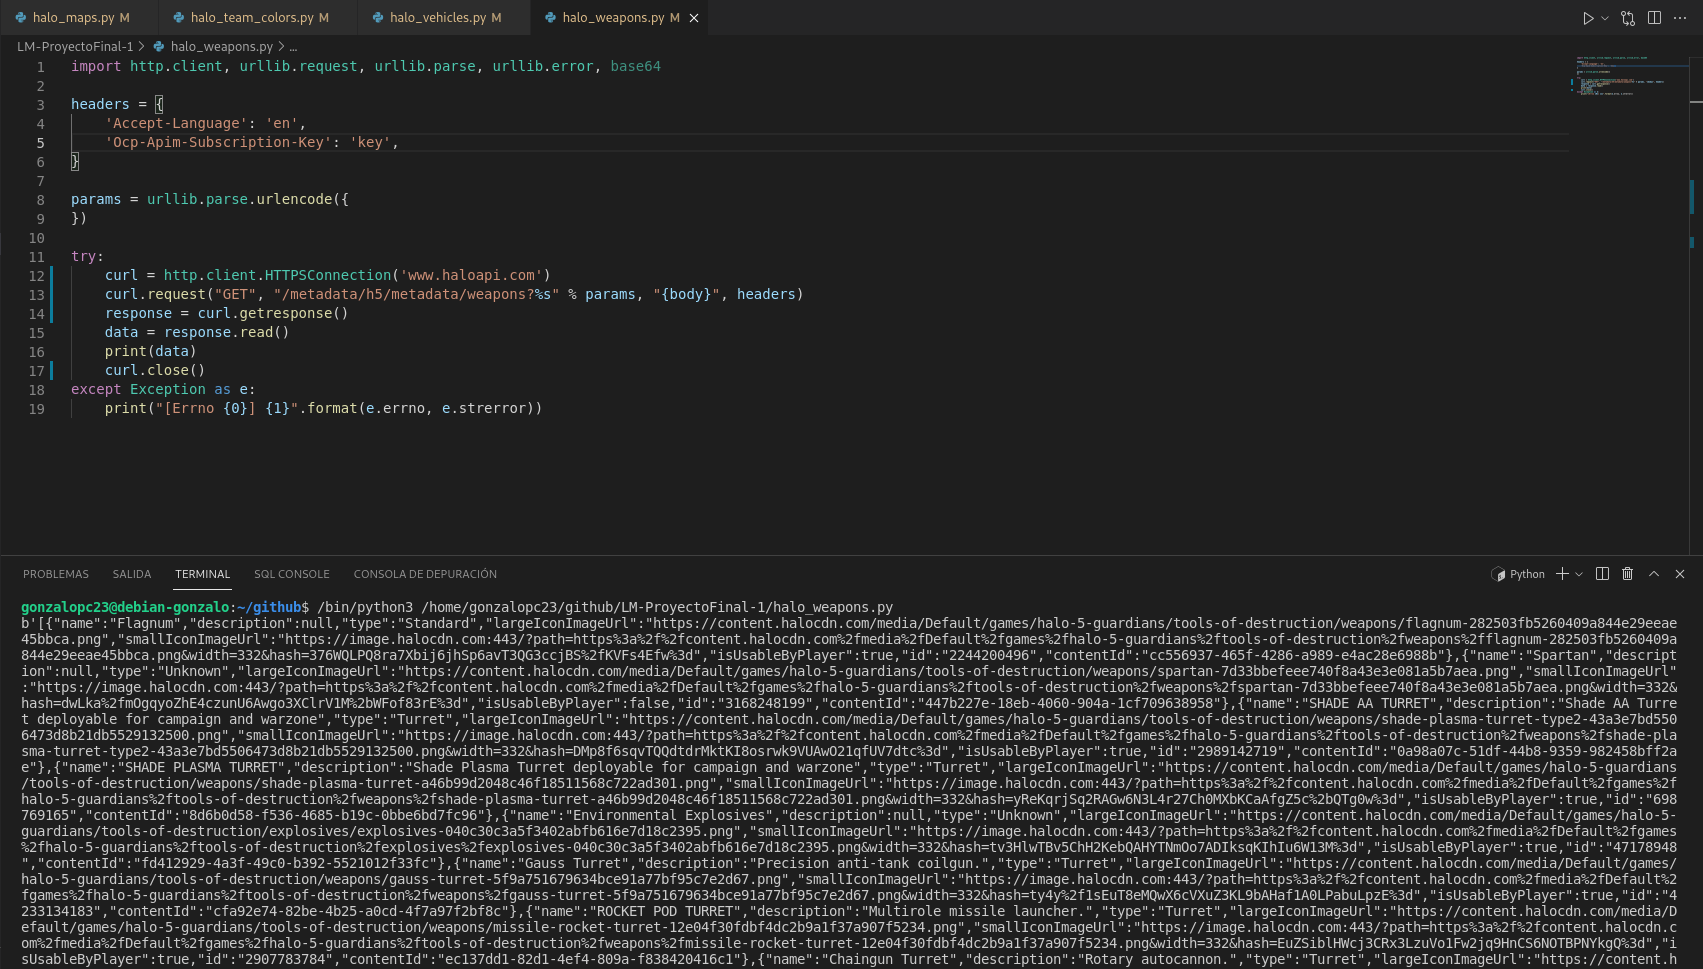 halo_maps.py M halo_team_colors.py M halo_vehicles.py M halo_weapons.py M
LM-ProyectoFinal-1 > halo_weapons.py > ...
1 import http.client, urllib.request, urllib.parse, urllib.error, base64
2
3 headers = {
4 'Accept-Language': 'en',
5 'Ocp-Apim-Subscription-Key': 'key',
6 }
7
8 params = urllib.parse.urlencode({
9 })
10
11 try:
12 curl = http.client.HTTPSConnection('www.haloapi.com')
13 curl.request("GET", "/metadata/h5/metadata/weapons?%s" % params, "{body}", headers)
14 response = curl.getresponse()
15 data = response.read()
16 print(data)
17 curl.close()
18 except Exception as e:
19 print("[Errno {0}] {1}".format(e.errno, e.strerror))
PROBLEMAS SALIDA TERMINAL SQL CONSOLE CONSOLA DE DEPURACIÓN Python
gonzalopc23@debian-gonzalo:~/github$ /bin/python3 /home/gonzalopc23/github/LM-ProyectoFinal-1/halo_weapons.py
b'[{"name":"Flagnum","description":null,"type":"Standard","largeIconImageUrl":"https://content.halocdn.com/media/Default/games/halo-5-guardians/tools-of-destruction/weapons/flagnum-282503fb5260409a844e29eeae
45bbca.png","smallIconImageUrl":"https://image.halocdn.com:443/?path=https%3a%2f%2fcontent.halocdn.com%2fmedia%2fDefault%2fgames%2fhalo-5-guardians%2ftools-of-destruction%2fweapons%2fflagnum-282503fb5260409a
844e29eeae45bbca.png&width=332&hash=376WQLPQ8ra7Xbij6jhSp6avT3QG3ccjBS%2fKVFs4Efw%3d","isUsableByPlayer":true,"id":"2244200496","contentId":"cc556937-465f-4286-a989-e4ac28e6988b"},{"name":"Spartan","descript
ion":null,"type":"Unknown","largeIconImageUrl":"https://content.halocdn.com/media/Default/games/halo-5-guardians/tools-of-destruction/weapons/spartan-7d33bbefeee740f8a43e3e081a5b7aea.png","smallIconImageUrl"
:"https://image.halocdn.com:443/?path=https%3a%2f%2fcontent.halocdn.com%2fmedia%2fDefault%2fgames%2fhalo-5-guardians%2ftools-of-destruction%2fweapons%2fspartan-7d33bbefeee740f8a43e3e081a5b7aea.png&width=332&
hash=dwLka%2fmOgqyoZhE4czunU6Awgo3XClrV1M%2bWFof83rE%3d","isUsableByPlayer":false,"id":"3168248199","contentId":"447b227e-18eb-4060-904a-1cf709638958"},{"name":"SHADE AA TURRET","description":"Shade AA Turre
t deployable for campaign and warzone","type":"Turret","largeIconImageUrl":"https://content.halocdn.com/media/Default/games/halo-5-guardians/tools-of-destruction/weapons/shade-plasma-turret-type2-43a3e7bd550
6473d8b21db5529132500.png","smallIconImageUrl":"https://image.halocdn.com:443/?path=https%3a%2f%2fcontent.halocdn.com%2fmedia%2fDefault%2fgames%2fhalo-5-guardians%2ftools-of-destruction%2fweapons%2fshade-pla
sma-turret-type2-43a3e7bd5506473d8b21db5529132500.png&width=332&hash=DMp8f6sqvTQQdtdrMktKI8osrwk9VUAwO21qfUV7dtc%3d","isUsableByPlayer":true,"id":"2989142719","contentId":"0a98a07c-51df-44b8-9359-982458bff2a
e"},{"name":"SHADE PLASMA TURRET","description":"Shade Plasma Turret deployable for campaign and warzone","type":"Turret","largeIconImageUrl":"https://content.halocdn.com/media/Default/games/halo-5-guardians
/tools-of-destruction/weapons/shade-plasma-turret-a46b99d2048c46f18511568c722ad301.png","smallIconImageUrl":"https://image.halocdn.com:443/?path=https%3a%2f%2fcontent.halocdn.com%2fmedia%2fDefault%2fgames%2f
halo-5-guardians%2ftools-of-destruction%2fweapons%2fshade-plasma-turret-a46b99d2048c46f18511568c722ad301.png&width=332&hash=yReKqrjSq2RAGw6N3L4r27Ch0MXbKCaAfgZ5c%2bQTg0w%3d","isUsableByPlayer":true,"id":"698
769165","contentId":"8d6b0d58-f536-4685-b19c-0bbe6bd7fc96"},{"name":"Environmental Explosives","description":null,"type":"Unknown","largeIconImageUrl":"https://content.halocdn.com/media/Default/games/halo-5-
guardians/tools-of-destruction/explosives/explosives-040c30c3a5f3402abfb616e7d18c2395.png","smallIconImageUrl":"https://image.halocdn.com:443/?path=https%3a%2f%2fcontent.halocdn.com%2fmedia%2fDefault%2fgames
%2fhalo-5-guardians%2ftools-of-destruction%2fexplosives%2fexplosives-040c30c3a5f3402abfb616e7d18c2395.png&width=332&hash=tv3HlwTBv5ChH2KebQAHYTNmOo7ADIksqKIhIu6W13M%3d","isUsableByPlayer":true,"id":"47178948
","contentId":"fd412929-4a3f-49c0-b392-5521012f33fc"},{"name":"Gauss Turret","description":"Precision anti-tank coilgun.","type":"Turret","largeIconImageUrl":"https://content.halocdn.com/media/Default/games/
halo-5-guardians/tools-of-destruction/weapons/gauss-turret-5f9a751679634bce91a77bf95c7e2d67.png","smallIconImageUrl":"https://image.halocdn.com:443/?path=https%3a%2f%2fcontent.halocdn.com%2fmedia%2fDefault%2
fgames%2fhalo-5-guardians%2ftools-of-destruction%2fweapons%2fgauss-turret-5f9a751679634bce91a77bf95c7e2d67.png&width=332&hash=ty4y%2f1sEuT8eMQwX6cVXuZ3KL9bAHaf1A0LPabuLpzE%3d","isUsableByPlayer":true,"id":"4
233134183","contentId":"cfa92e74-82be-4b25-a0cd-4f7a97f2bf8c"},{"name":"ROCKET POD TURRET","description":"Multirole missile launcher.","type":"Turret","largeIconImageUrl":"https://content.halocdn.com/media/D
efault/games/halo-5-guardians/tools-of-destruction/weapons/missile-rocket-turret-12e04f30fdbf4dc2b9a1f37a907f5234.png","smallIconImageUrl":"https://image.halocdn.com:443/?path=https%3a%2f%2fcontent.halocdn.c
om%2fmedia%2fDefault%2fgames%2fhalo-5-guardians%2ftools-of-destruction%2fweapons%2fmissile-rocket-turret-12e04f30fdbf4dc2b9a1f37a907f5234.png&width=332&hash=EuZSiblHWcj3CRx3LzuVo1Fw2jq9HnCS6NOTBPNYkgQ%3d","i
sUsableByPlayer":true,"id":"2907783784","contentId":"ec137dd1-82d1-4ef4-809a-f838420416c1"},{"name":"Chaingun Turret","description":"Rotary autocannon.","type":"Turret","largeIconImageUrl":"https://content.h